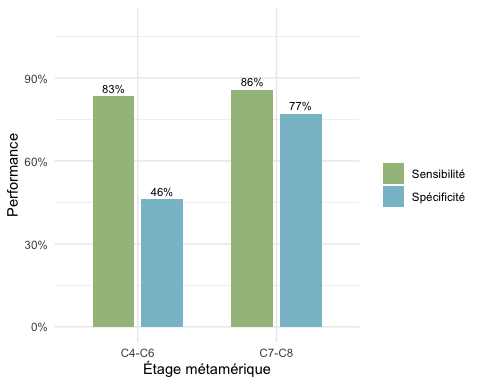 Performance
90%
60%
30%
0%
83%
46%
86%
77%
C4-C6
C7-C8
Étage métamérique
Sensibilité
Spécificité